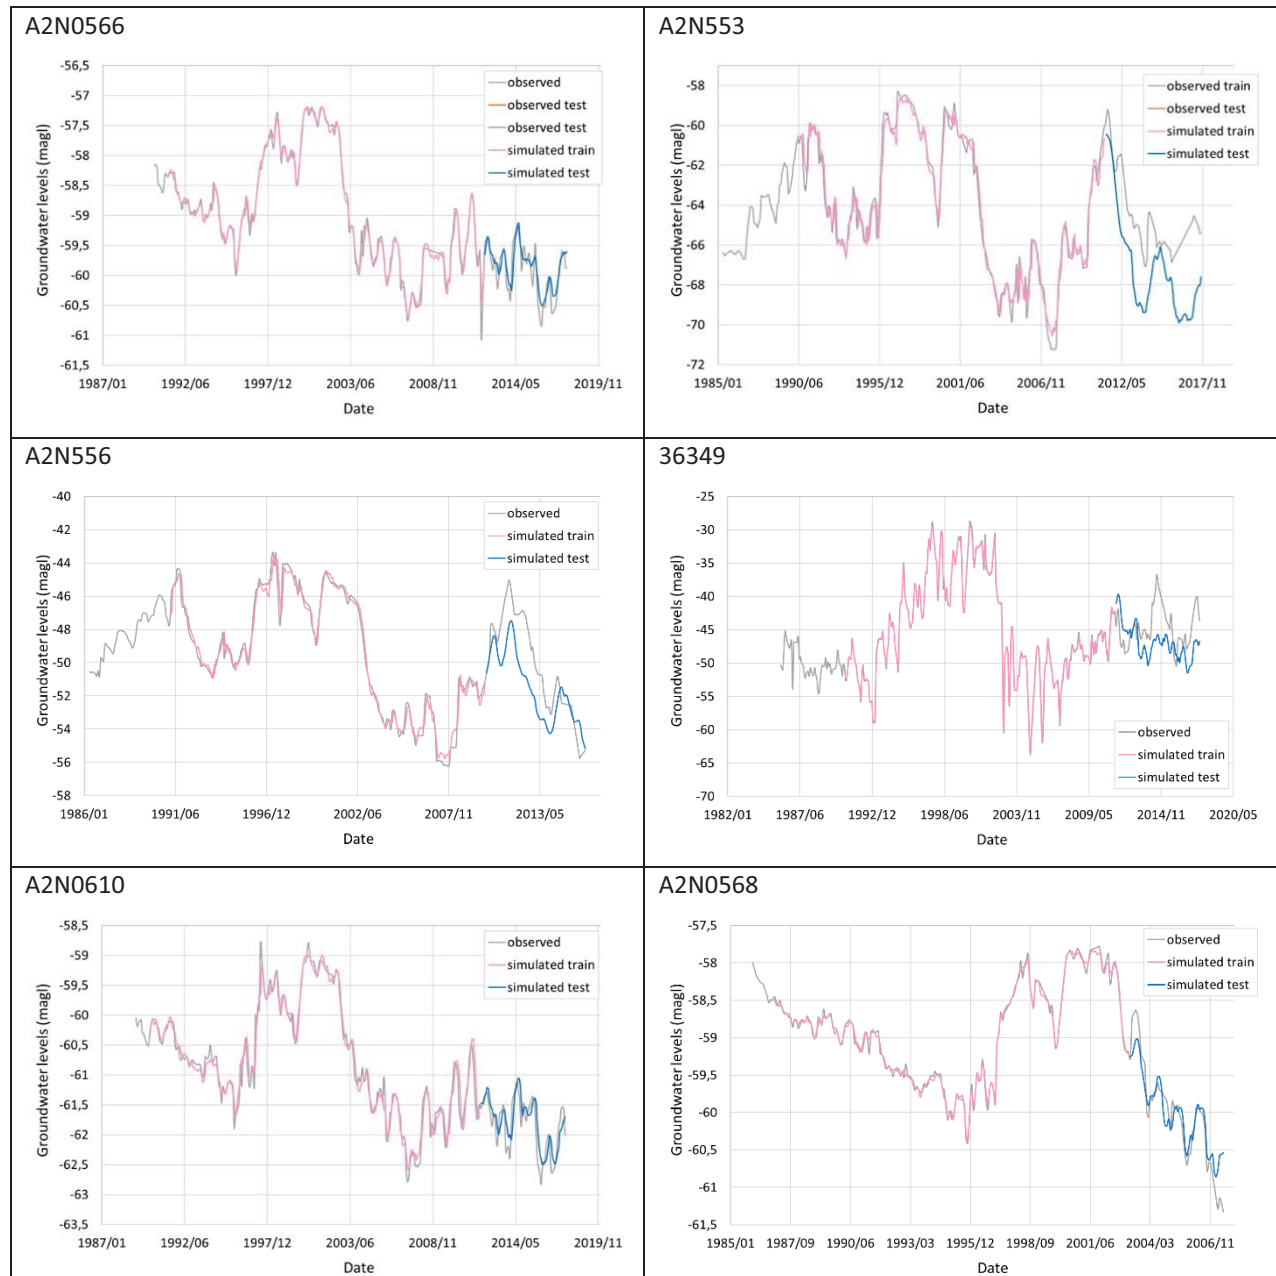 A2N0566
-56,5
-57
-57,5
-58
-58,5
-59
-59,5
-60
-60,5
-61
-61,5
Groundwater levels (magl)
observed
observed test
observed test
simulated train
simulated test
1987/01 1992/06 1997/12 2003/06 2008/11 2014/05 2019/11
Date
A2N553
-58
-60
-62
-64
-66
-68
-70
-72
Groundwater levels (magl)
observed train
observed test
simulated train
simulated test
1985/01 1990/06 1995/12 2001/06 2006/11 2012/05 2017/11
Date
A2N556
-40
-42
-44
-46
-48
-50
-52
-54
-56
-58
Groundwater levels (magl)
observed
simulated train
simulated test
1986/01 1991/06 1996/12 2002/06 2007/11 2013/05
Date
36349
-25
-30
-35
-40
-45
-50
-55
-60
-65
-70
Groundwater levels (magl)
observed
simulated train
simulated test
1982/01 1987/06 1992/12 1998/06 2003/11 2009/05 2014/11 2020/05
Date
A2N0610
-58,5
-59
-59,5
-60
-60,5
-61
-61,5
-62
-62,5
-63
-63,5
Groundwater levels (magl)
observed
simulated train
simulated test
1987/01 1992/06 1997/12 2003/06 2008/11 2014/05 2019/11
Date
A2N0568
-57,5
-58
-58,5
-59
-59,5
-60
-60,5
-61
-61,5
Groundwater levels (magl)
observed
simulated train
simulated test
1985/01 1987/09 1990/06 1993/03 1995/12 1998/09 2001/06 2004/03 2006/11
Date